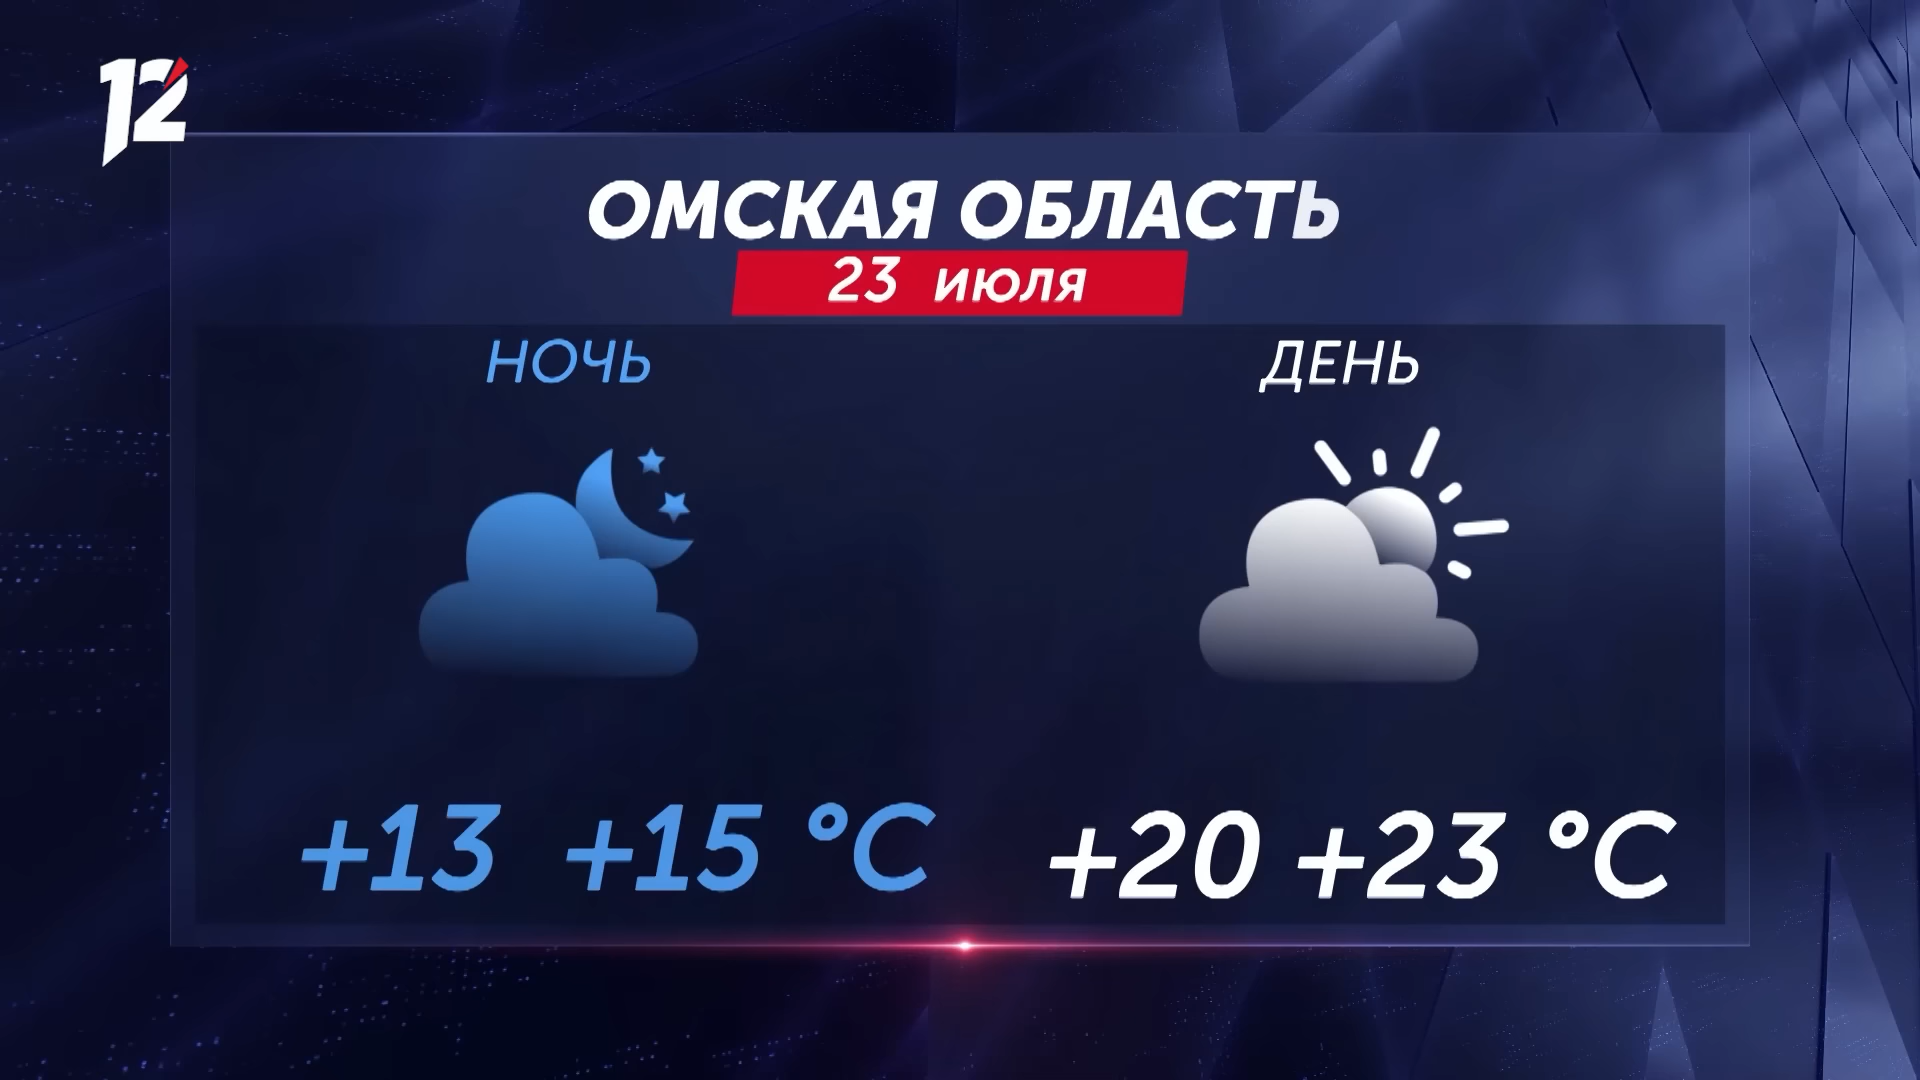 12
ОМСКАЯ ОБЛАСТЬ
23 июля
НОЧЬ
ДЕНЬ
+13 +15 °C
+20 +23 °C